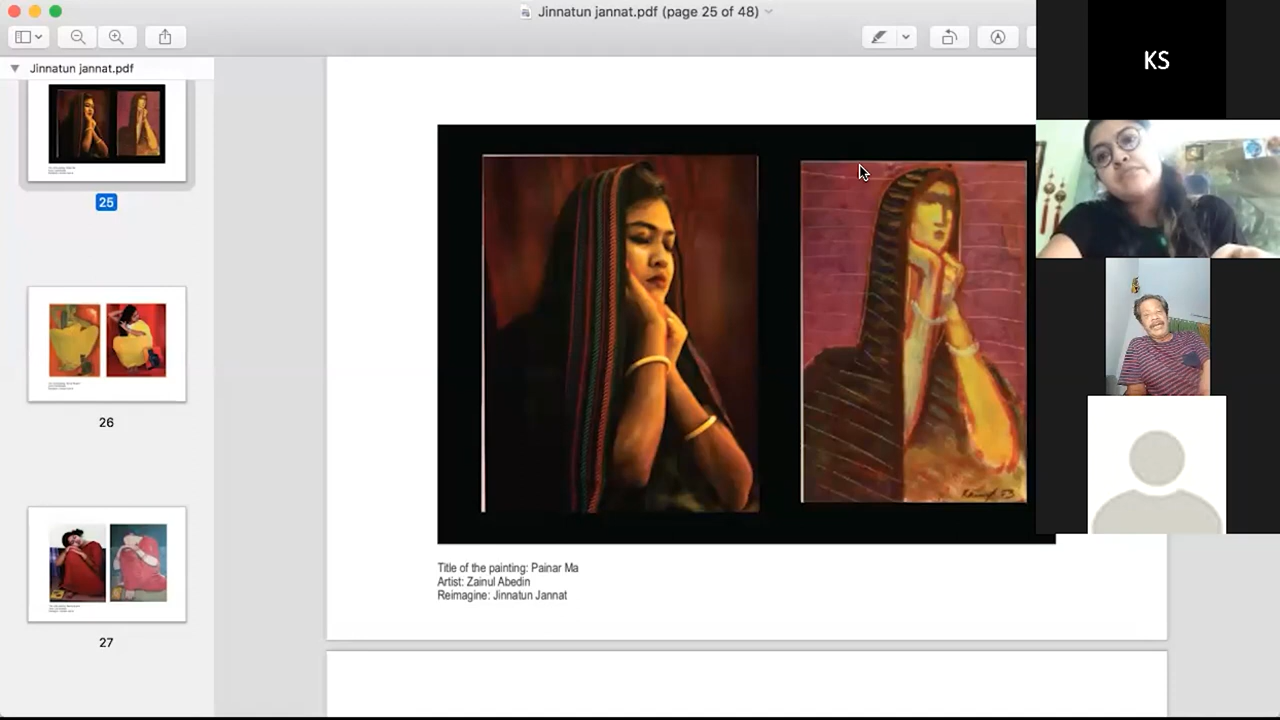 Jinnatun jannat.pdf (page 25 of 48)
Jinnatun jannat.pdf
25
26
27
Title of the painting: Painar Ma
Artist: Zainul Abedin
Reimagine: Jinnatun Jannat
KS